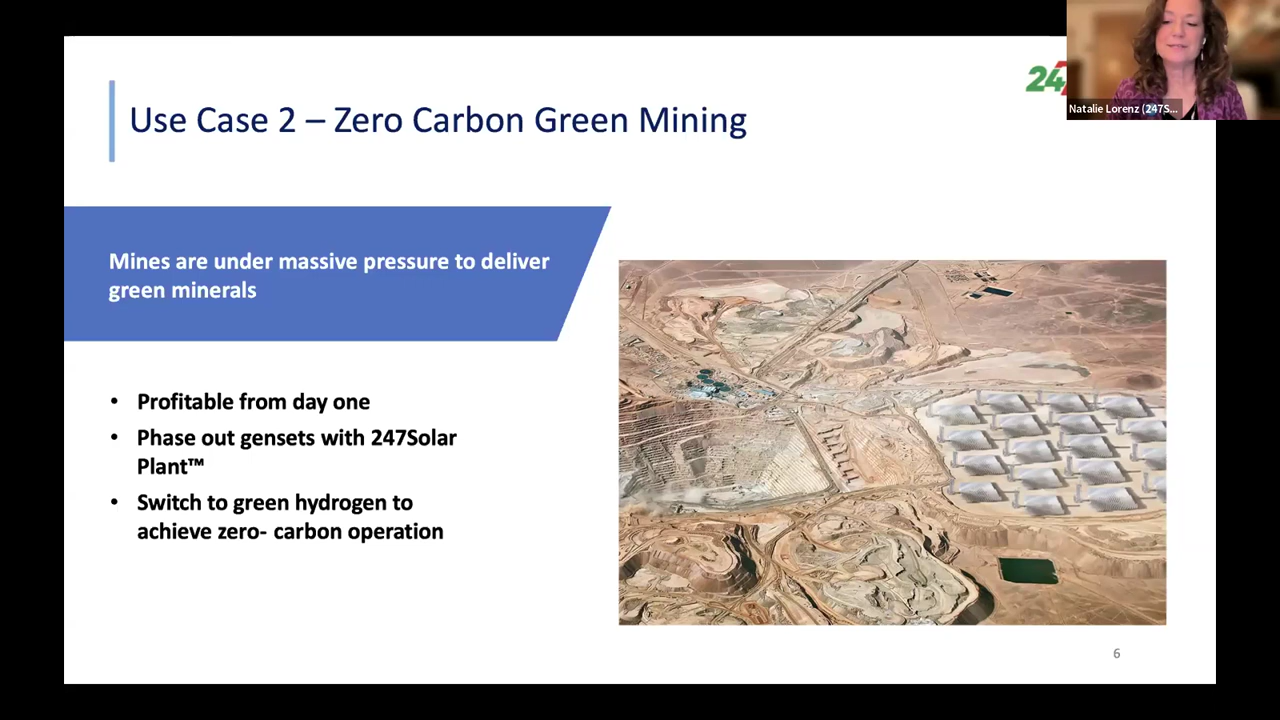 Use Case 2 – Zero Carbon Green Mining
24
Natalie Lorenz (247S...
Mines are under massive pressure to deliver
green minerals
• Profitable from day one
• Phase out gensets with 247Solar
Plant™
• Switch to green hydrogen to
achieve zero- carbon operation
6